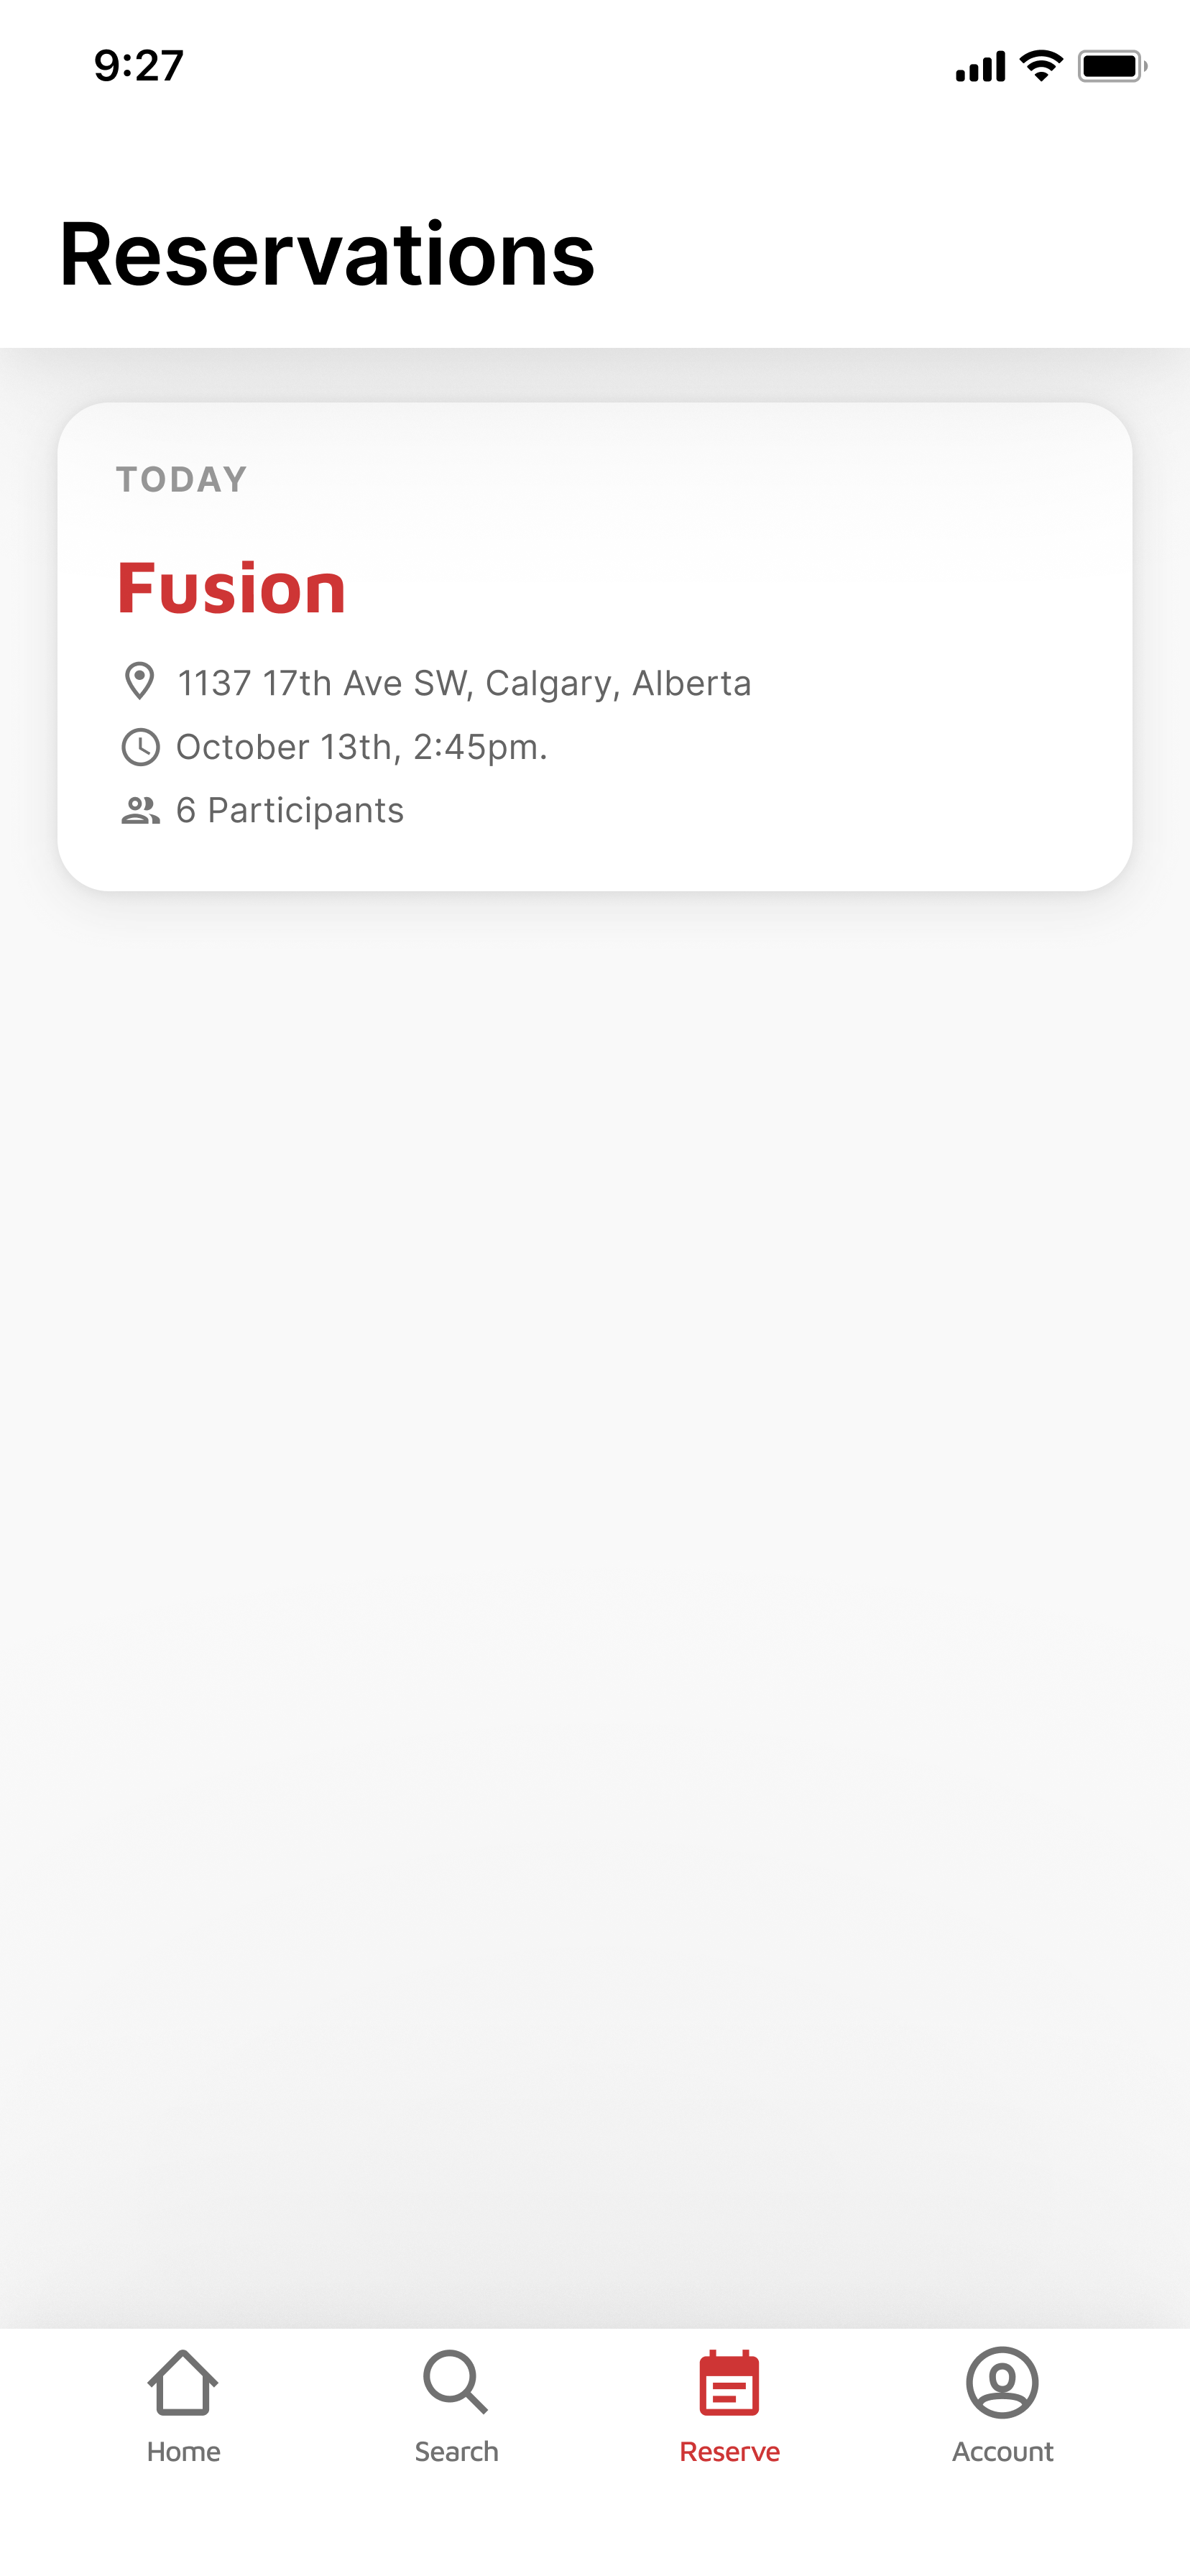 9:27
Reservations
TODAY
Fusion
1137 17th Ave SW, Calgary, Alberta
October 13th, 2:45pm.
6 Participants
Home
Search
Reserve
Account